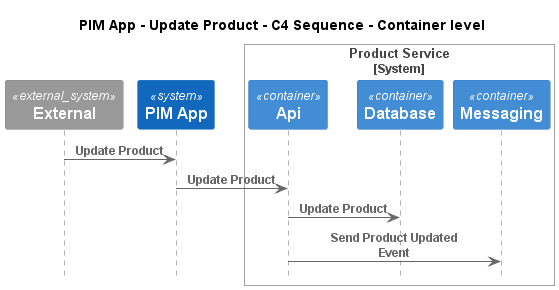 PIM App - Update Product - C4 Sequence - Container level
Product Service
[System]
«external_system»
External
«system»
PIM App
«container»
Api
«container»
Database
«container»
Messaging
Update Product
Update Product
Update Product
Send Product Updated
Event